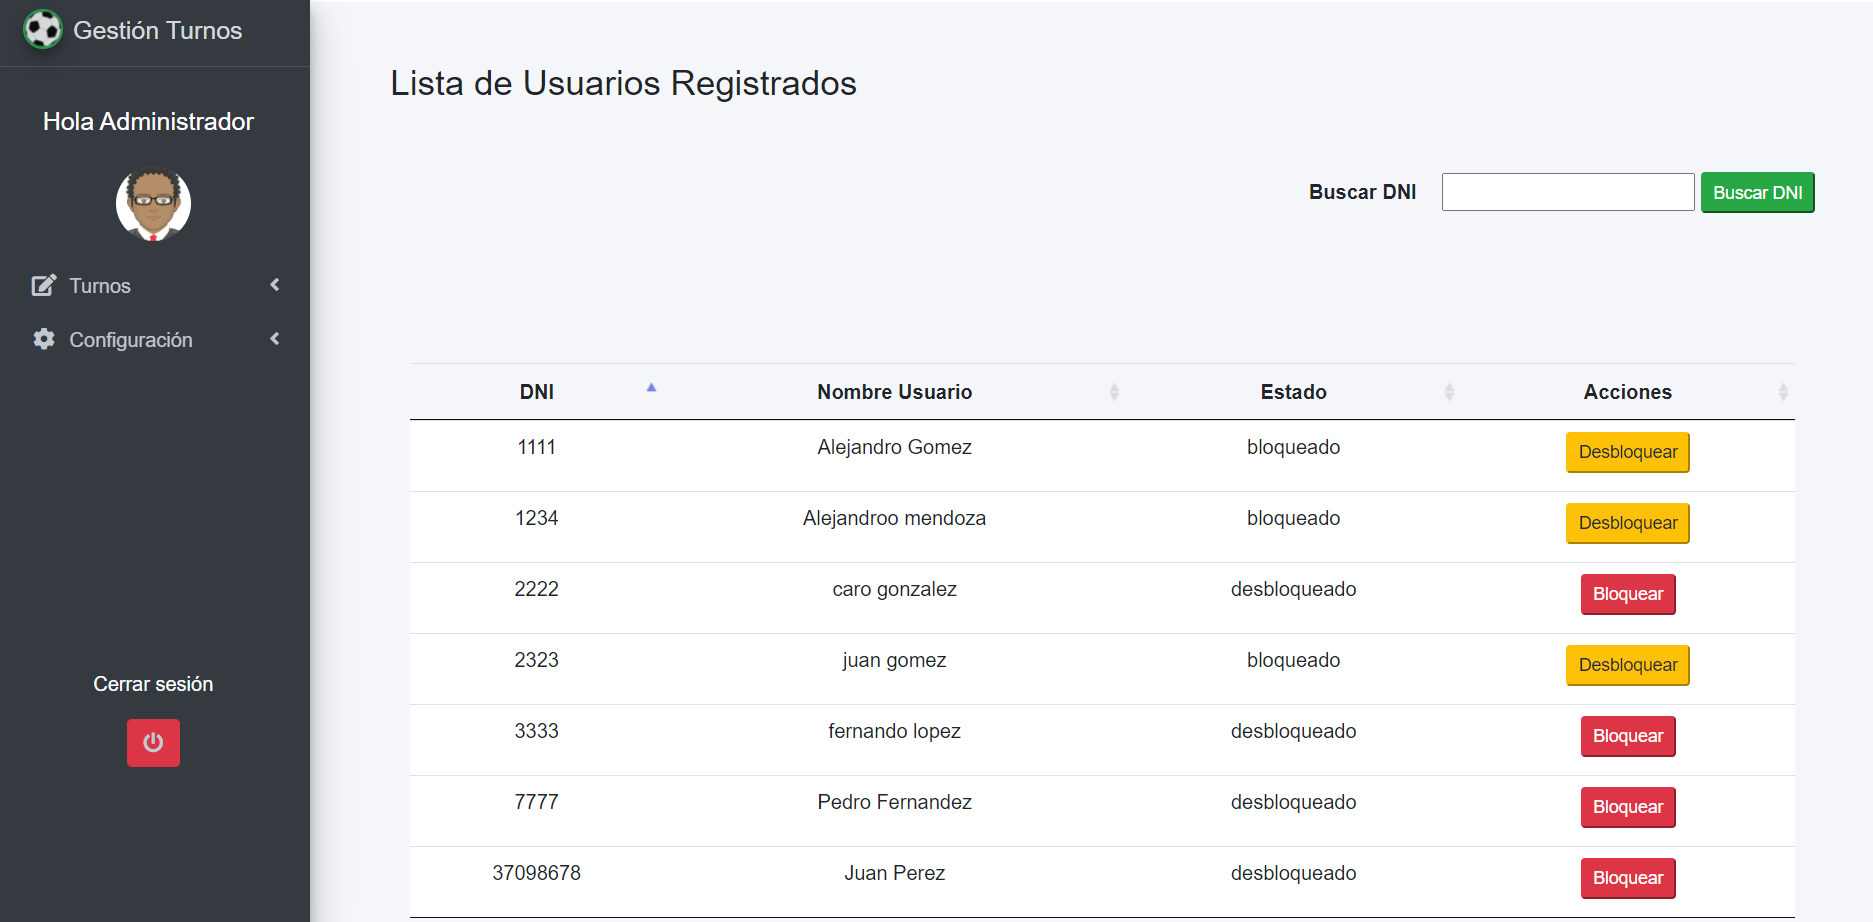 Gestión Turnos
Hola Administrador
Turnos
Configuración
Cerrar sesión
Lista de Usuarios Registrados
Buscar DNI Buscar DNI
DNI Nombre Usuario Estado Acciones
1111 Alejandro Gomez bloqueado Desbloquear
1234 Alejandroo mendoza bloqueado Desbloquear
2222 caro gonzalez desbloqueado Bloquear
2323 juan gomez bloqueado Desbloquear
3333 fernando lopez desbloqueado Bloquear
7777 Pedro Fernandez desbloqueado Bloquear
37098678 Juan Perez desbloqueado Bloquear